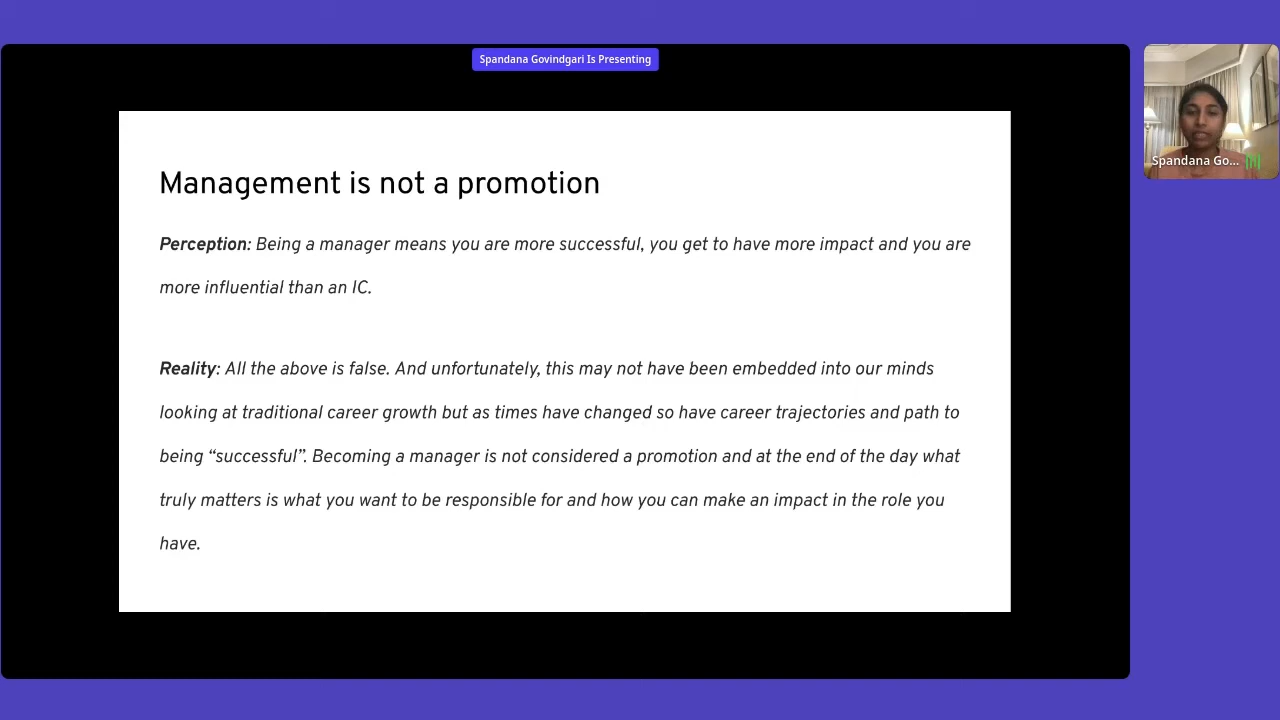 Spandana Govindgari Is Presenting
Management is not a promotion
Perception: Being a manager means you are more successful, you get to have more impact and you are
more influential than an IC.
Reality: All the above is false. And unfortunately, this may not have been embedded into our minds
looking at traditional career growth but as times have changed so have career trajectories and path to
being “successful”. Becoming a manager is not considered a promotion and at the end of the day what
truly matters is what you want to be responsible for and how you can make an impact in the role you
have.
Spandana Go...